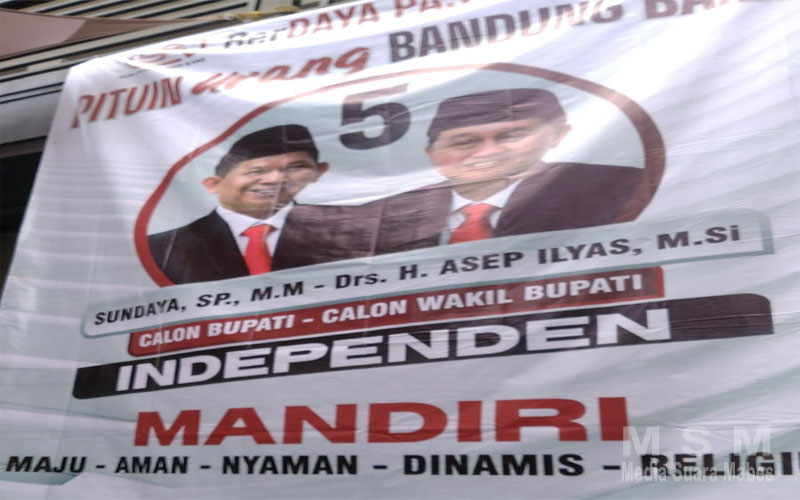 BerDAYA
PITUIN urang BANDUNG
5
SUNDAYA, SP., M.M - Drs. H. ASEP ILYAS, M.Si
CALON BUPATI - CALON WAKIL BUPATI
INDEPENDEN
MANDIRI
MAJU - AMAN - NYAMAN - DINAMIS -
M S M
Media Suara Mabes